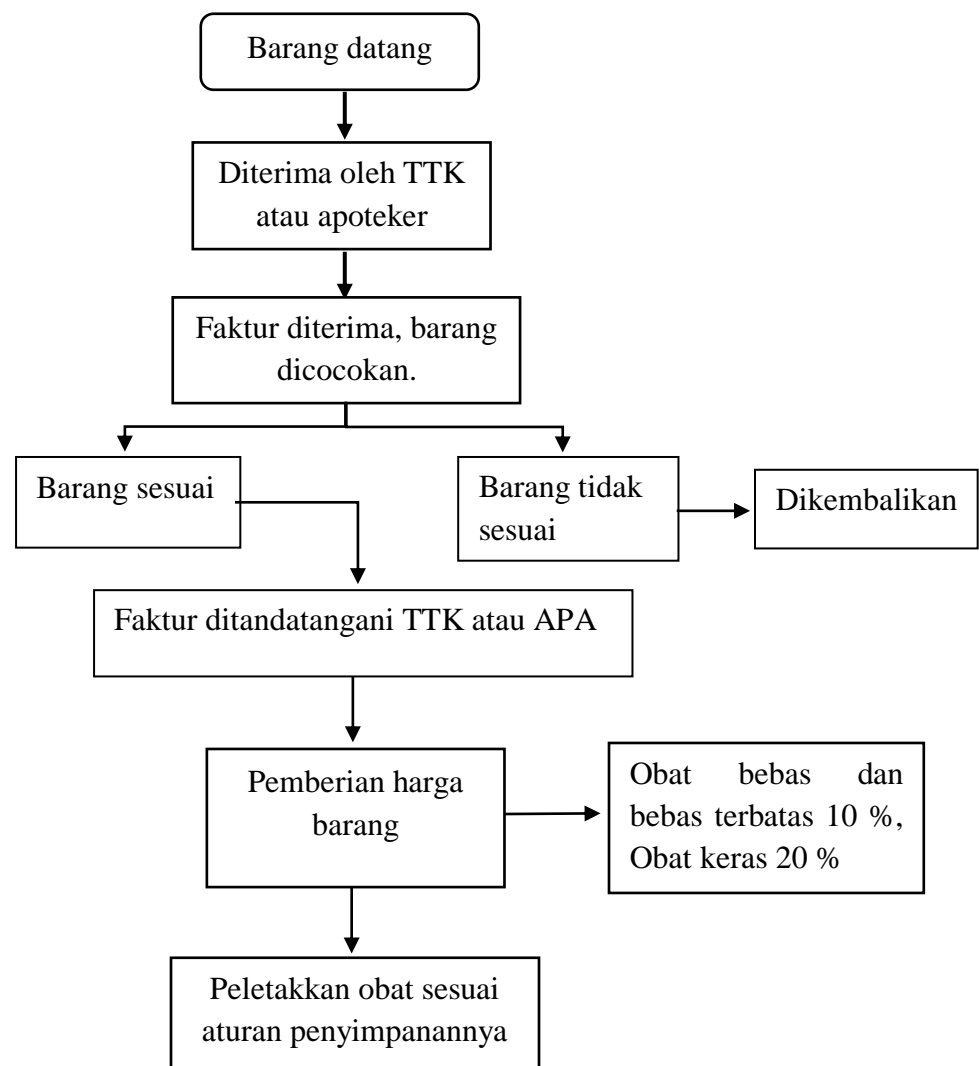 Barang datang
Diterima oleh TTK
atau apoteker
Faktur diterima, barang
dicocokan.
Barang sesuai
Barang tidak
sesuai
Dikembalikan
Faktur ditandatangani TTK atau APA
Pemberian harga
barang
Obat bebas dan
bebas terbatas 10 %,
Obat keras 20 %
Peletakkan obat sesuai
aturan penyimpanannya